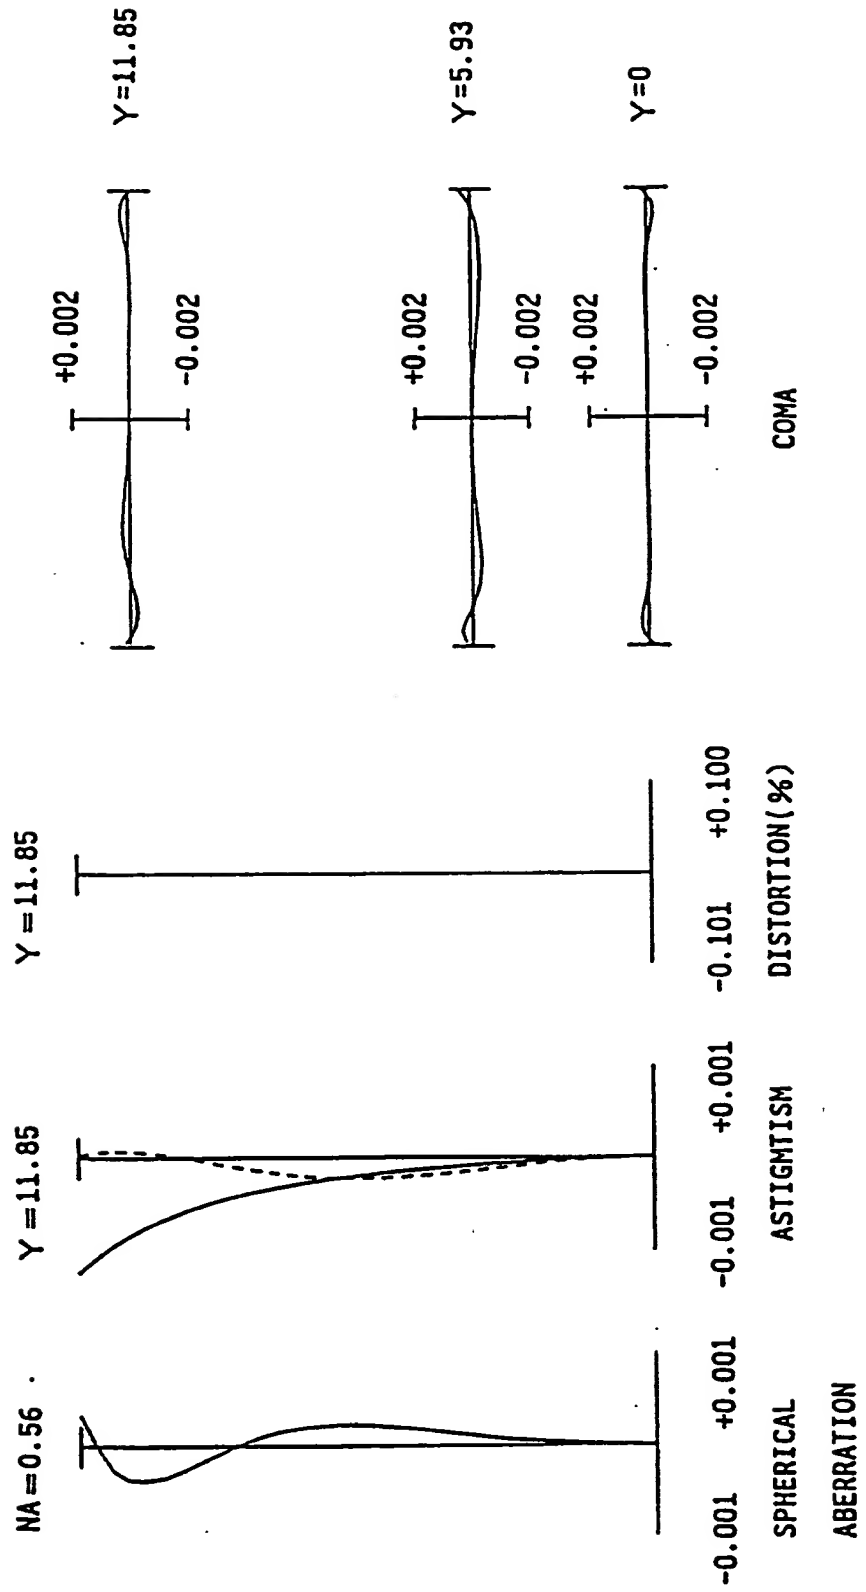 NA=0.56
-0.001 +0.001
SPHERICAL
ABERRATION
Y=11.85
-0.001 +0.001
ASTIGMTISM
Y=11.85
-0.101 +0.100
DISTORTION(%)
+0.002
-0.002
Y=11.85
+0.002
-0.002
Y=5.93
+0.002
-0.002
Y=0
COMA